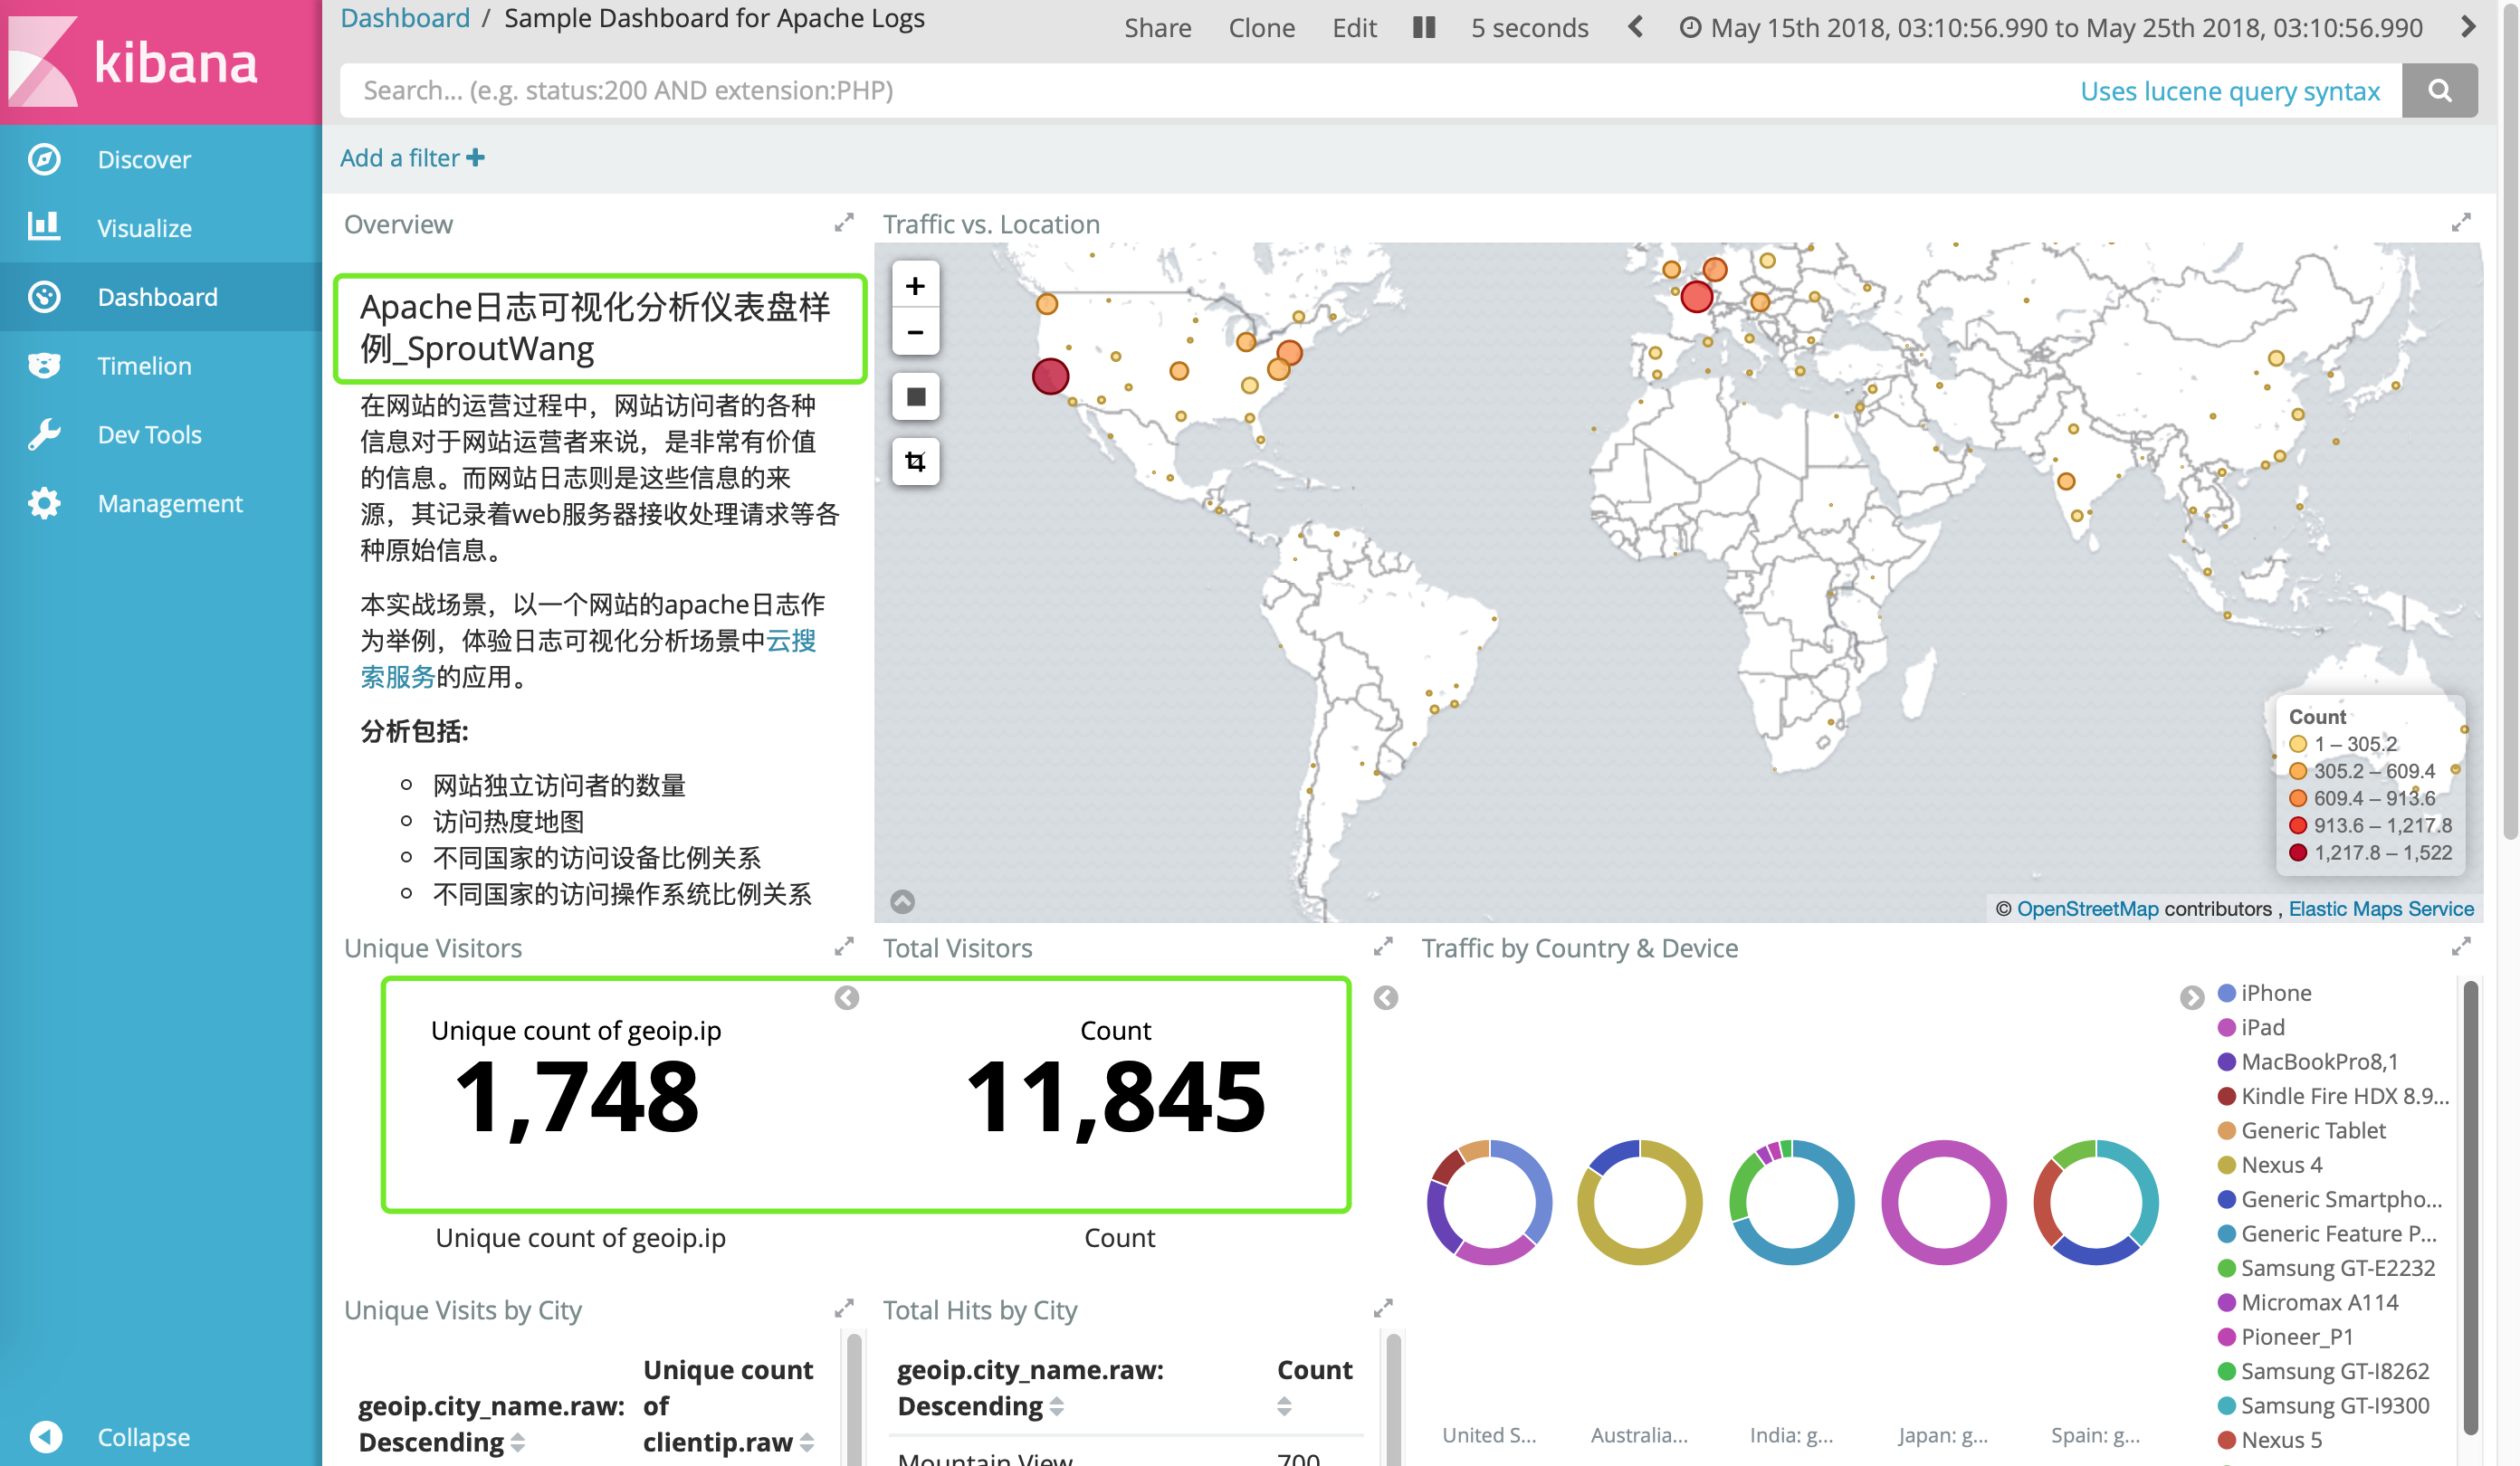 kibana
Discover
Visualize
Dashboard
Timelion
Dev Tools
Management
Collapse
Dashboard / Sample Dashboard for Apache Logs
Share Clone Edit 5 seconds May 15th 2018, 03:10:56.990 to May 25th 2018, 03:10:56.990
Search... (e.g. status:200 AND extension:PHP) Uses lucene query syntax
Add a filter
Overview
Apache日志可视化分析仪表盘样
例_SproutWang
在网站的运营过程中，网站访问者的各种
信息对于网站运营者来说，是非常有价值
的信息。而网站日志则是这些信息的来
源，其记录着web服务器接收处理请求等各
种原始信息。
本实战场景，以一个网站的apache日志作
为举例，体验日志可视化分析场景中云搜
索服务的应用。
分析包括:
网站独立访问者的数量
访问热度地图
不同国家的访问设备比例关系
不同国家的访问操作系统比例关系
Traffic vs. Location
Count
1 – 305.2
305.2 – 609.4
609.4 – 913.6
913.6 – 1,217.8
1,217.8 – 1,522
© OpenStreetMap contributors , Elastic Maps Service
Unique Visitors
Unique count of geoip.ip
1,748
Unique count of geoip.ip
Total Visitors
Count
11,845
Count
Traffic by Country & Device
iPhone
iPad
MacBookPro8,1
Kindle Fire HDX 8.9...
Generic Tablet
Nexus 4
Generic Smartpho...
Generic Feature P...
Samsung GT-E2232
Micromax A114
Pioneer_P1
Samsung GT-I8262
Samsung GT-I9300
Nexus 5
United S... Australia... India: g... Japan: g... Spain: g...
Unique Visits by City
geoip.city_name.raw:
Descending
Unique count
of
clientip.raw
Total Hits by City
geoip.city_name.raw:
Descending
Count
Mountain View 700